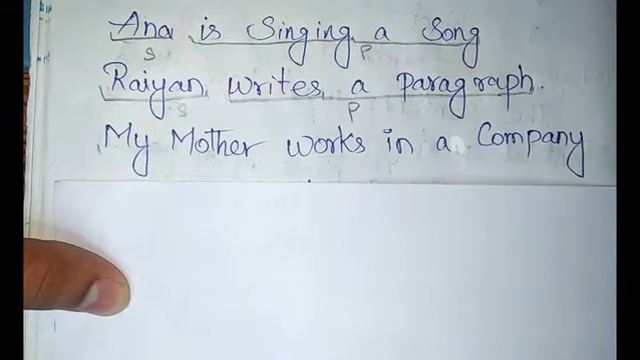 Ana is Singing a Song
S P
Raiyan writes a paragraph.
S P
My Mother works in a Company